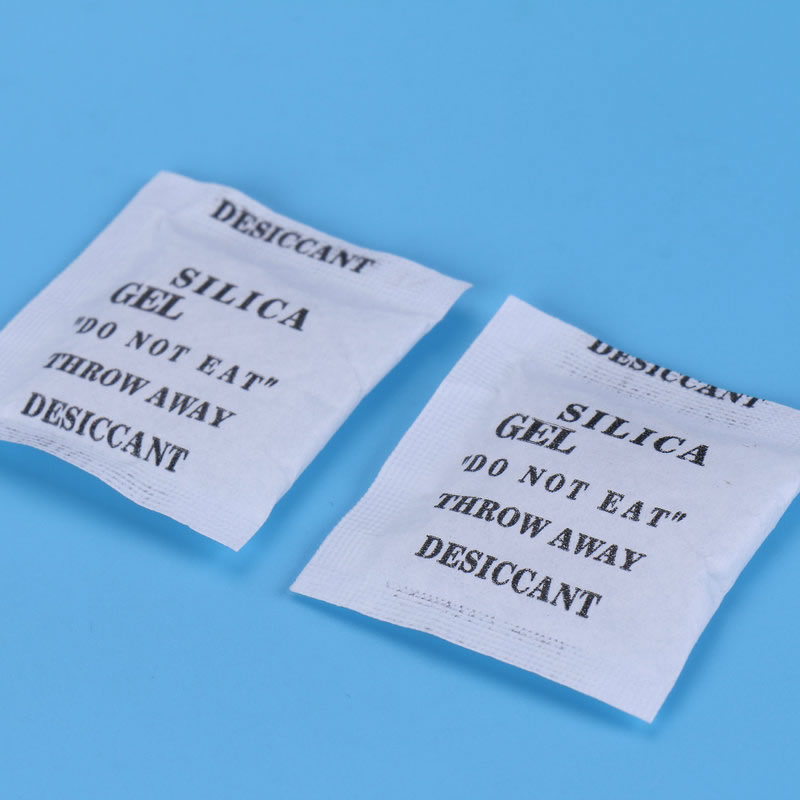 DESICCANT
SILICA
GEL
"DO NOT EAT"
THROW AWAY
DESICCANT
DESICCANT
SILICA
GEL
"DO NOT EAT"
THROW AWAY
DESICCANT